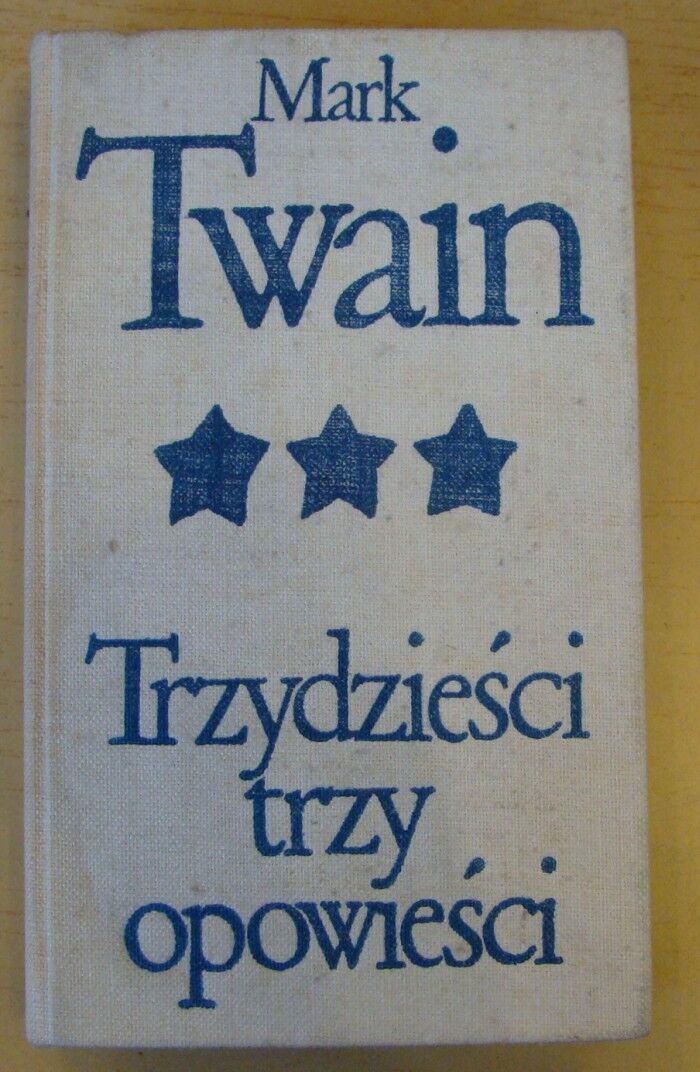 Mark
Twain
Trzydzieści
trzy
opowieści